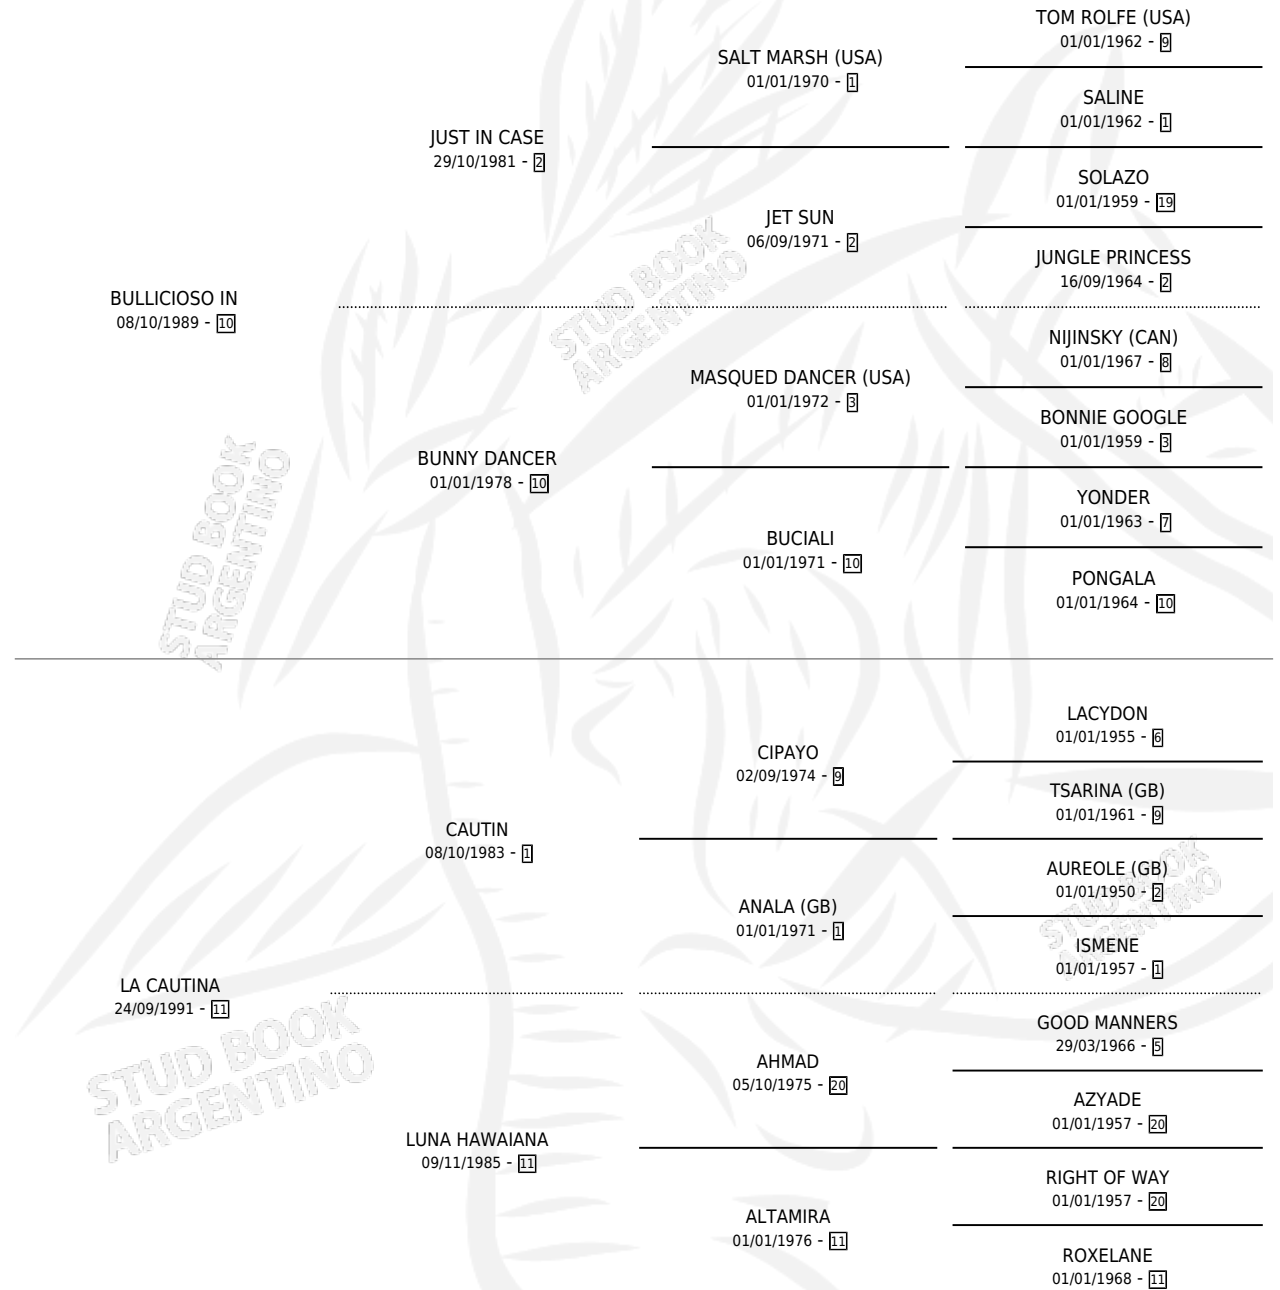 TOM ROLFE (USA)
01/01/1962 - 9
SALT MARSH (USA)
01/01/1970 - 1
SALINE
01/01/1962 - 1
JUST IN CASE
29/10/1981 - 2
SOLAZO
01/01/1959 - 19
JET SUN
06/09/1971 - 2
JUNGLE PRINCESS
16/09/1964 - 2
BULLICIOSO IN
08/10/1989 - 10
NIJINSKY (CAN)
01/01/1967 - 8
MASQUED DANCER (USA)
01/01/1972 - 3
BONNIE GOOGLE
01/01/1959 - 3
BUNNY DANCER
01/01/1978 - 10
YONDER
01/01/1963 - 7
BUCIALI
01/01/1971 - 10
PONGALA
01/01/1964 - 10
LACYDON
01/01/1955 - 6
CIPAYO
02/09/1974 - 9
TSARINA (GB)
01/01/1961 - 9
CAUTIN
08/10/1983 - 1
AUREOLE (GB)
01/01/1950 - 2
ANALA (GB)
01/01/1971 - 1
ISMENE
01/01/1957 - 1
LA CAUTINA
24/09/1991 - 11
GOOD MANNERS
29/03/1966 - 5
AHMAD
05/10/1975 - 20
AZYADE
01/01/1957 - 20
LUNA HAWAIANA
09/11/1985 - 11
RIGHT OF WAY
01/01/1957 - 20
ALTAMIRA
01/01/1976 - 11
ROXELANE
01/01/1968 - 11
STUD BOOK
ARGENTINO
STUD BOOK
ARGENTINO
STUD BOOK
ARGENTINO
STUD BOOK
ARGENTINO